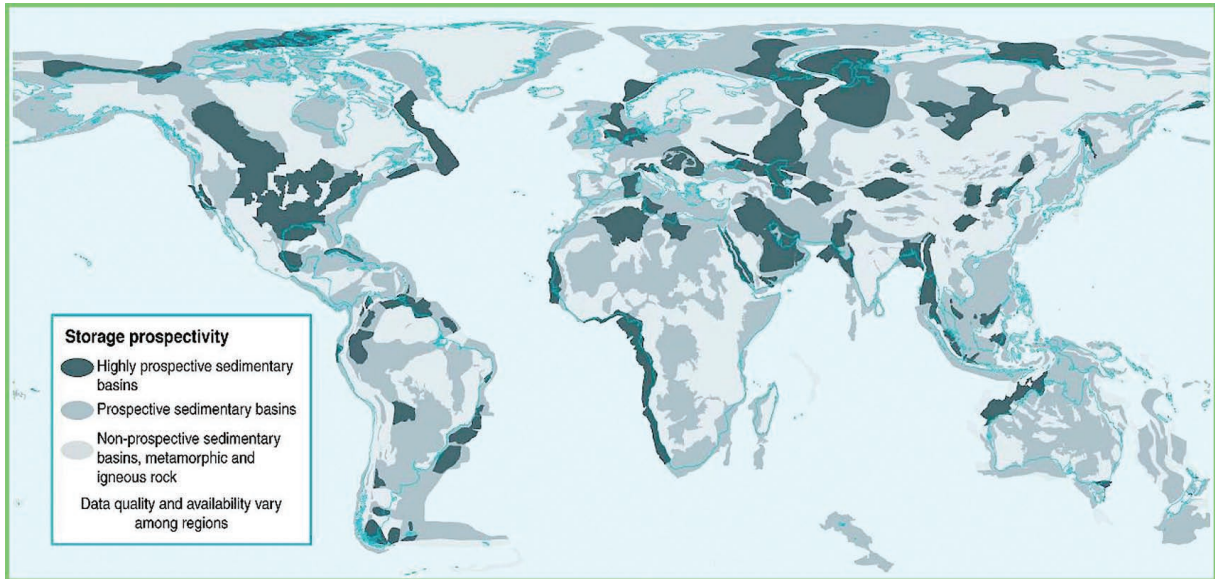 Storage prospectivity
Highly prospective sedimentary
basins
Prospective sedimentary basins
Non-prospective sedimentary
basins, metamorphic and
igneous rock
Data quality and availability vary
among regions